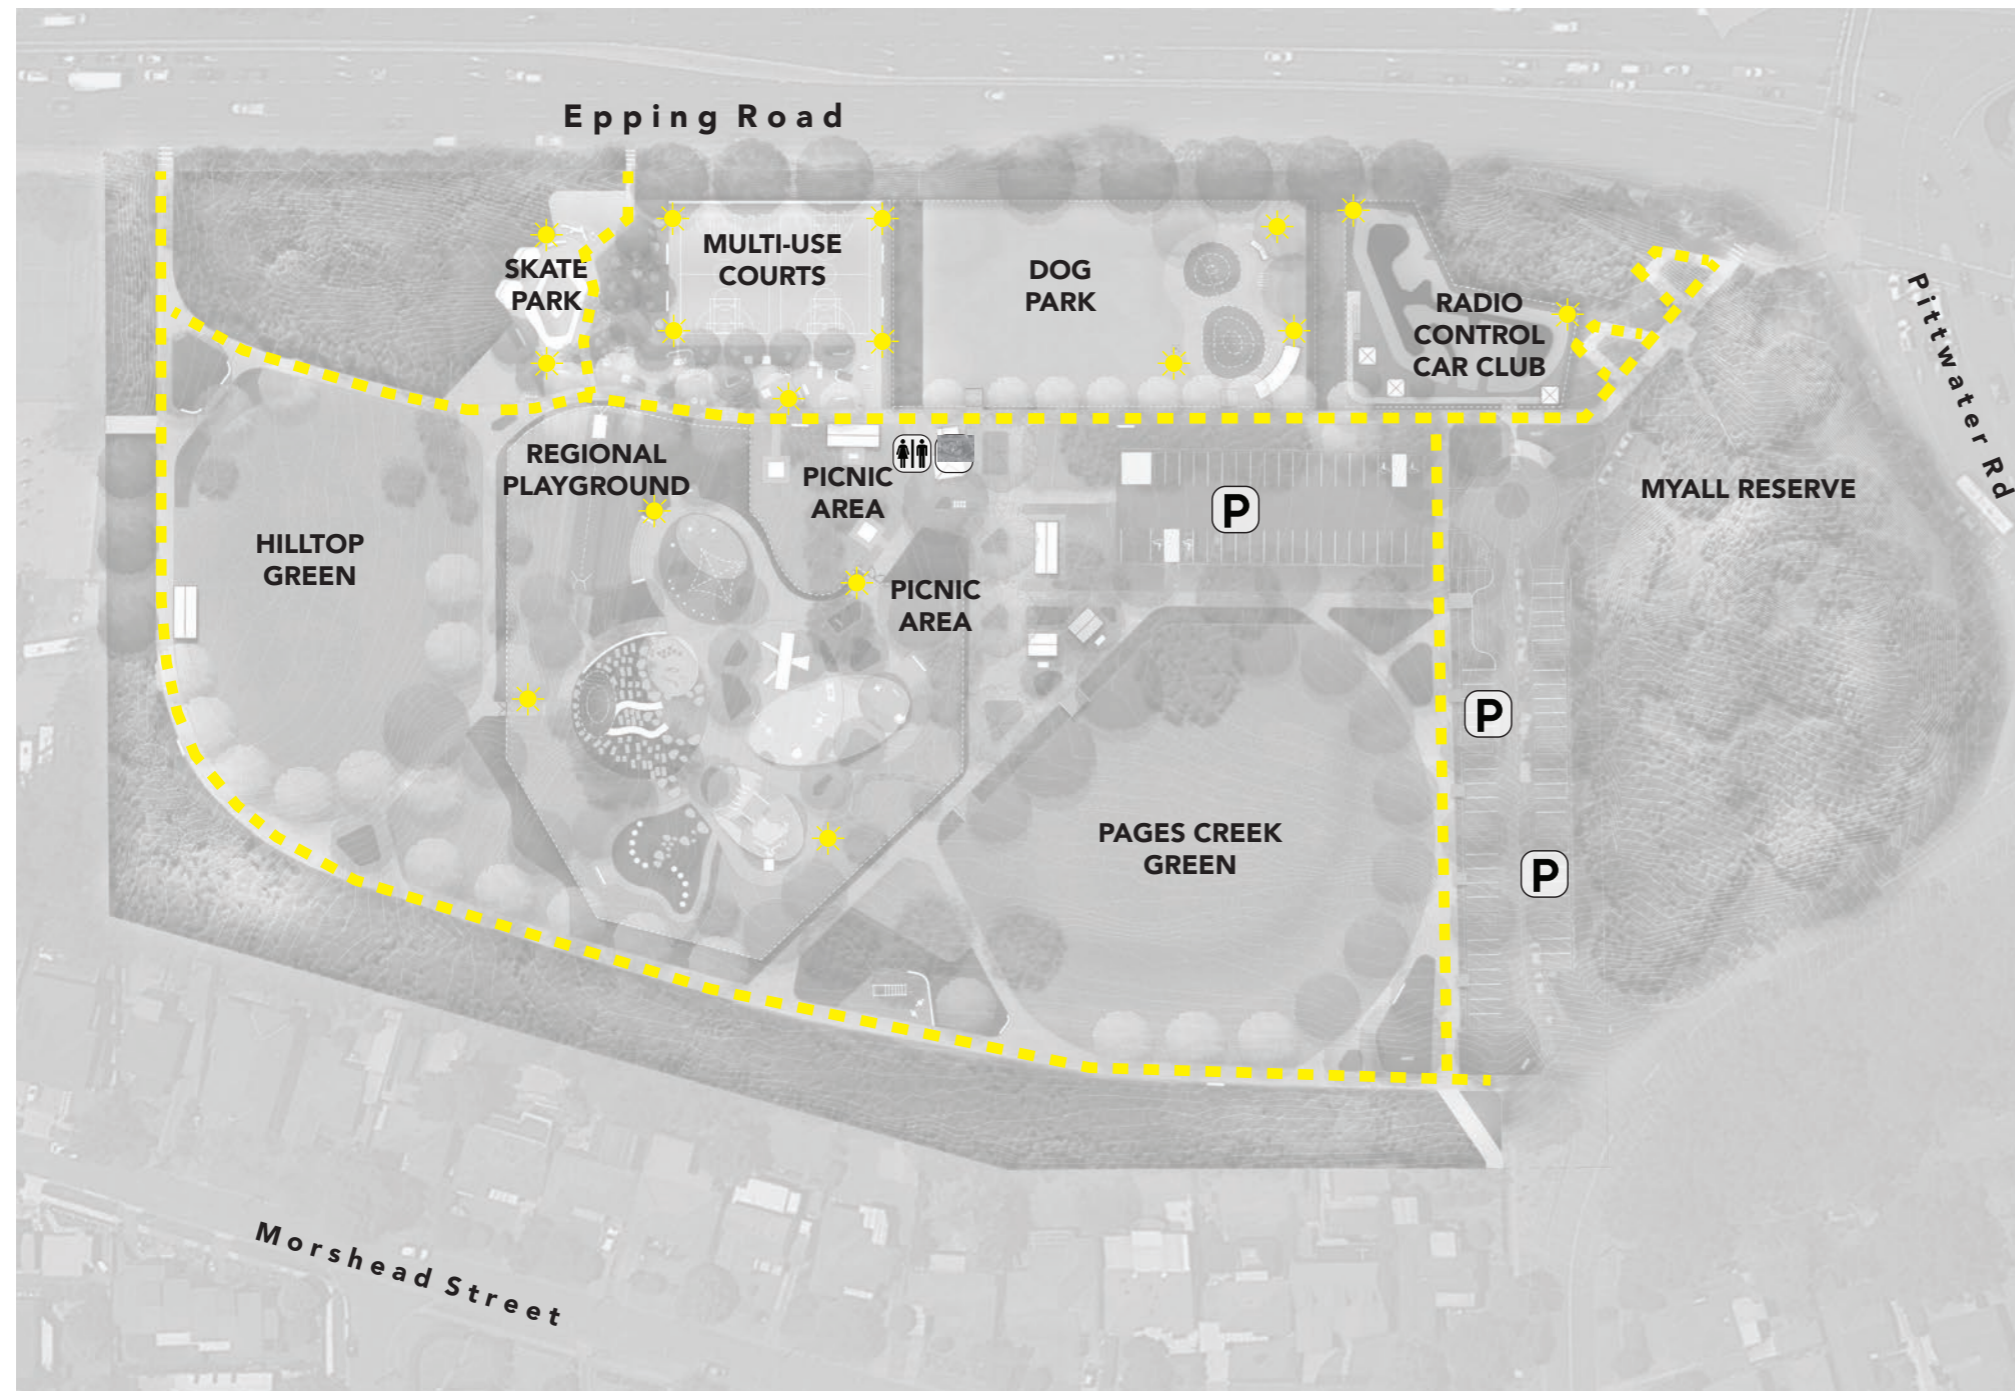 Epping Road
SKATE
PARK
MULTI-USE
COURTS
DOG
PARK
RADIO
CONTROL
CAR CLUB
Pittwater Rd
REGIONAL
PLAYGROUND
PICNIC
AREA
P
MYALL RESERVE
HILLTOP
GREEN
PICNIC
AREA
P
PAGES CREEK
GREEN
P
Morshead Street